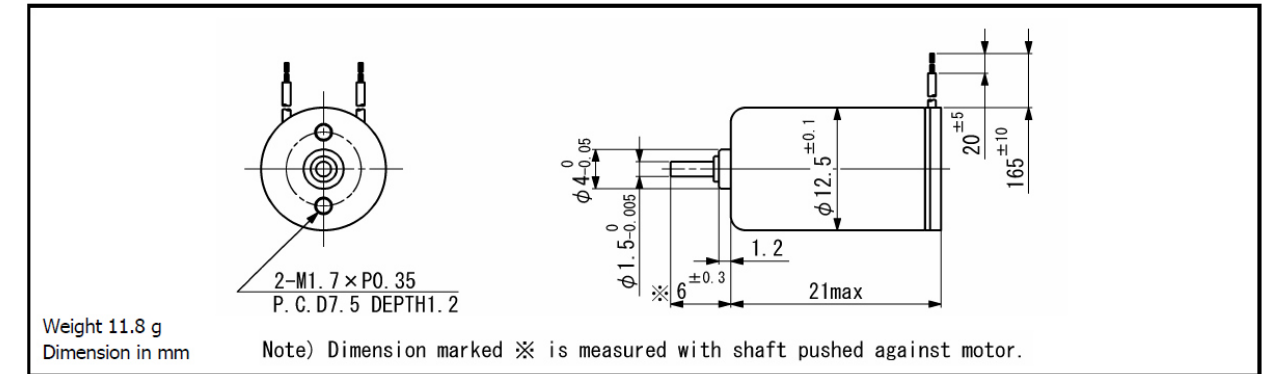 2-M1.7×P0.35
P.C.D7.5 DEPTH1.2
φ4 0 -0.05
φ1.5 0 -0.005
※6 ±0.3
1.2
21max
φ12.5 ±0.1
20 ±5
165 ±10
Weight 11.8 g
Dimension in mm
Note) Dimension marked ※ is measured with shaft pushed against motor.